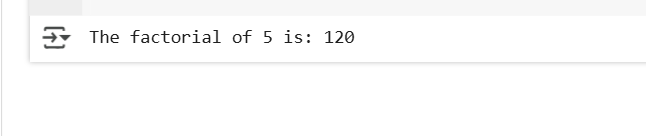 The factorial of 5 is: 120